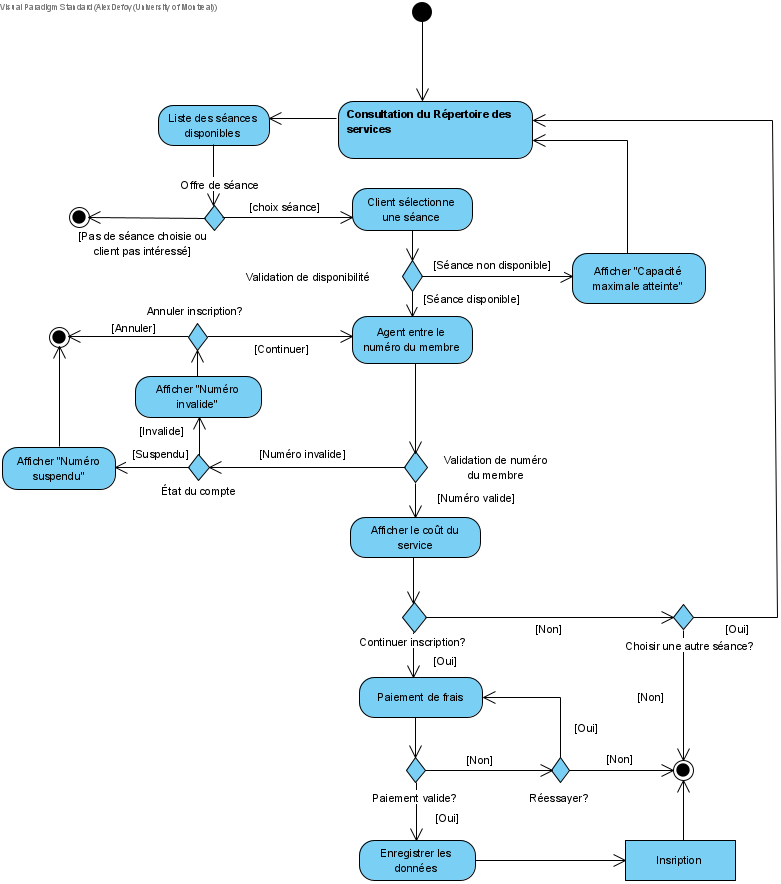 Visual Paradigm Standard (Alex Defoy (University of Montreal))
Consultation du Répertoire des
services
Liste des séances
disponibles
Offre de séance
[choix séance]
Client sélectionne
une séance
[Pas de séance choisie ou
client pas intéressé]
Validation de disponibilité
[Séance non disponible]
Afficher "Capacité
maximale atteinte"
[Séance disponible]
Annuler inscription?
[Annuler]
[Continuer]
Agent entre le
numéro du membre
Afficher "Numéro
invalide"
[Invalide]
[Suspendu]
[Numéro invalide]
Afficher "Numéro
suspendu"
État du compte
Validation de numéro
du membre
[Numéro valide]
Afficher le coût du
service
Continuer inscription?
[Non]
[Oui]
Choisir une autre séance?
[Oui]
Paiement de frais
[Non]
[Oui]
[Non]
[Non]
Paiement valide?
Réessayer?
[Oui]
Enregistrer les
données
Insription